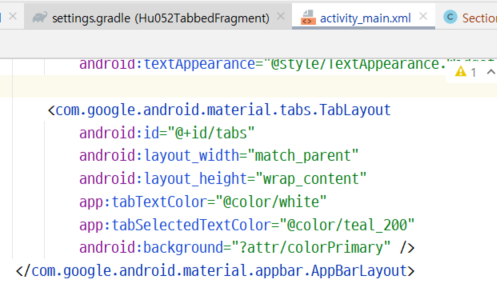 settings.gradle (Hu052TabbedFragment)
activity_main.xml
Section
android:textAppearance="@style/TextAppearance.Widget
1
<com.google.android.material.tabs.TabLayout
android:id="@+id/tabs"
android:layout_width="match_parent"
android:layout_height="wrap_content"
app:tabTextColor="@color/white"
app:tabSelectedTextColor="@color/teal_200"
android:background="?attr/colorPrimary" />
</com.google.android.material.appbar.AppBarLayout>